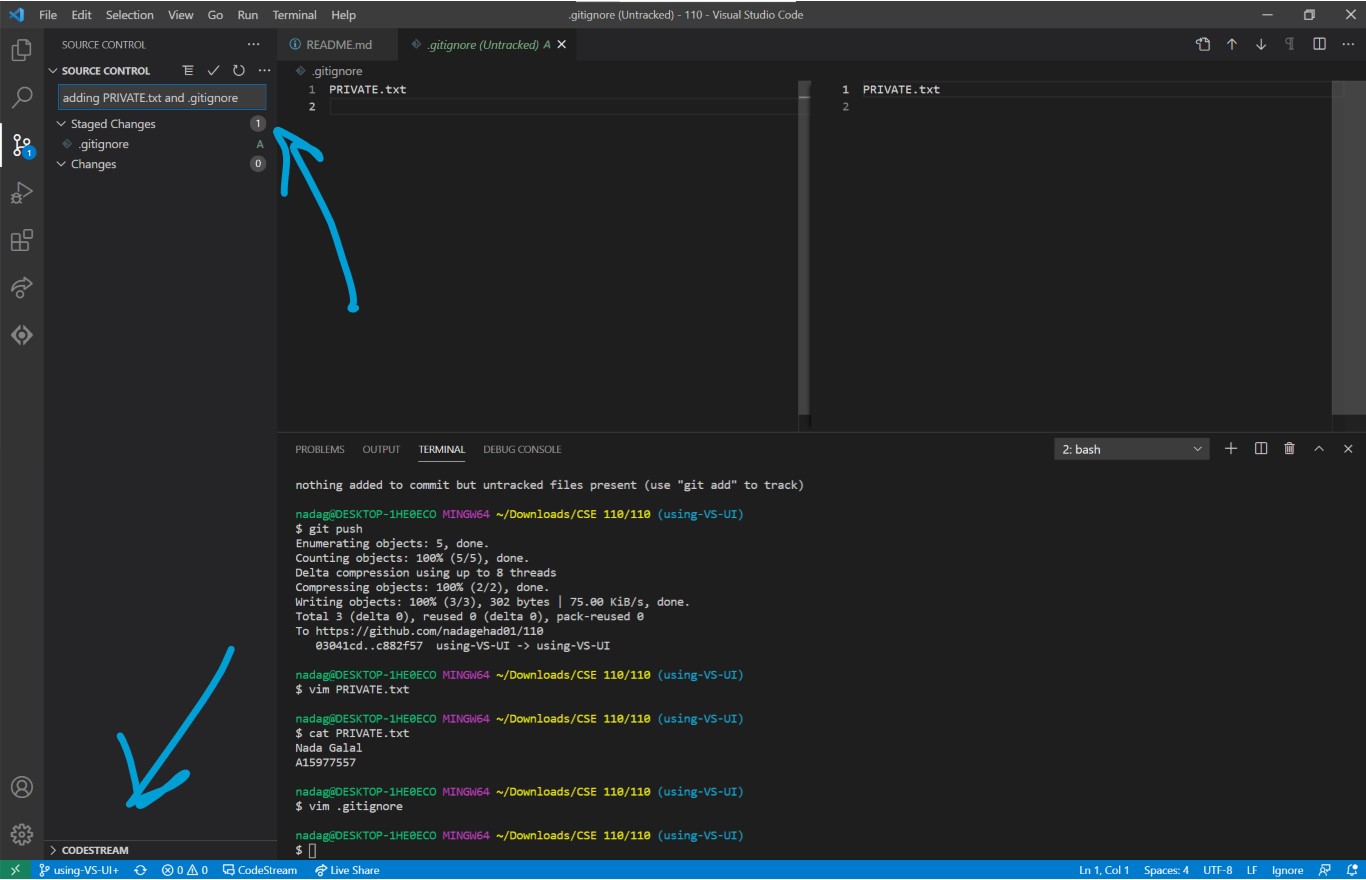 File Edit Selection View Go Run Terminal Help .gitignore (Untracked) - 110 - Visual Studio Code
SOURCE CONTROL
SOURCE CONTROL
adding PRIVATE.txt and .gitignore
Staged Changes 1
.gitignore A
Changes 0
CODESTREAM
README.md .gitignore (Untracked) A
.gitignore
1 PRIVATE.txt
2
1 PRIVATE.txt
2
PROBLEMS OUTPUT TERMINAL DEBUG CONSOLE 2: bash
nothing added to commit but untracked files present (use "git add" to track)
nadag@DESKTOP-1HE0ECO MINGW64 ~/Downloads/CSE 110/110 (using-VS-UI)
$ git push
Enumerating objects: 5, done.
Counting objects: 100% (5/5), done.
Delta compression using up to 8 threads
Compressing objects: 100% (2/2), done.
Writing objects: 100% (3/3), 302 bytes | 75.00 KiB/s, done.
Total 3 (delta 0), reused 0 (delta 0), pack-reused 0
To https://github.com/nadagehad01/110
03041cd..c882f57 using-VS-UI -> using-VS-UI
nadag@DESKTOP-1HE0ECO MINGW64 ~/Downloads/CSE 110/110 (using-VS-UI)
$ vim PRIVATE.txt
nadag@DESKTOP-1HE0ECO MINGW64 ~/Downloads/CSE 110/110 (using-VS-UI)
$ cat PRIVATE.txt
Nada Galal
A15977557
nadag@DESKTOP-1HE0ECO MINGW64 ~/Downloads/CSE 110/110 (using-VS-UI)
$ vim .gitignore
nadag@DESKTOP-1HE0ECO MINGW64 ~/Downloads/CSE 110/110 (using-VS-UI)
$
1
using-VS-UI+ 0 0 CodeStream Live Share Ln 1, Col 1 Spaces: 4 UTF-8 LF Ignore